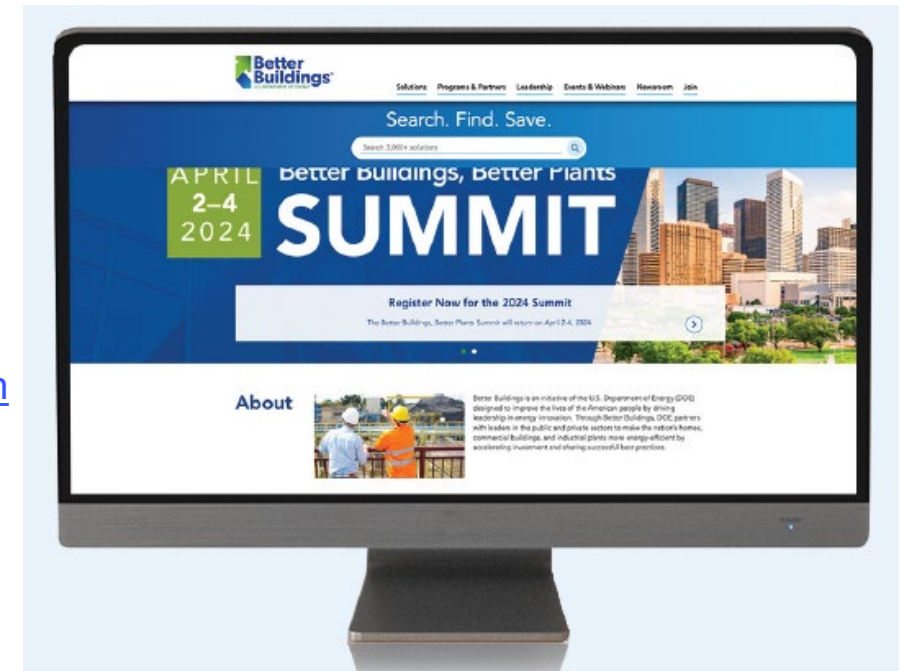 Better
Buildings®
U.S. DEPARTMENT OF ENERGY
Solutions Programs & Partners Leadership Events & Webinars Newsroom Join
Search. Find. Save.
Search 3,000+ solutions
APRIL
2–4
2024
Better Buildings, Better Plants
SUMMIT
Register Now for the 2024 Summit
The Better Buildings, Better Plants Summit will return on April 2-4, 2024.
n
About
Better Buildings is an initiative of the U.S. Department of Energy (DOE)
designed to improve the lives of the American people by driving
leadership in energy innovation. Through Better Buildings, DOE partners
with leaders in the public and private sectors to make the nation's homes,
commercial buildings, and industrial plants more energy-efficient by
accelerating investment and sharing successful best practices.